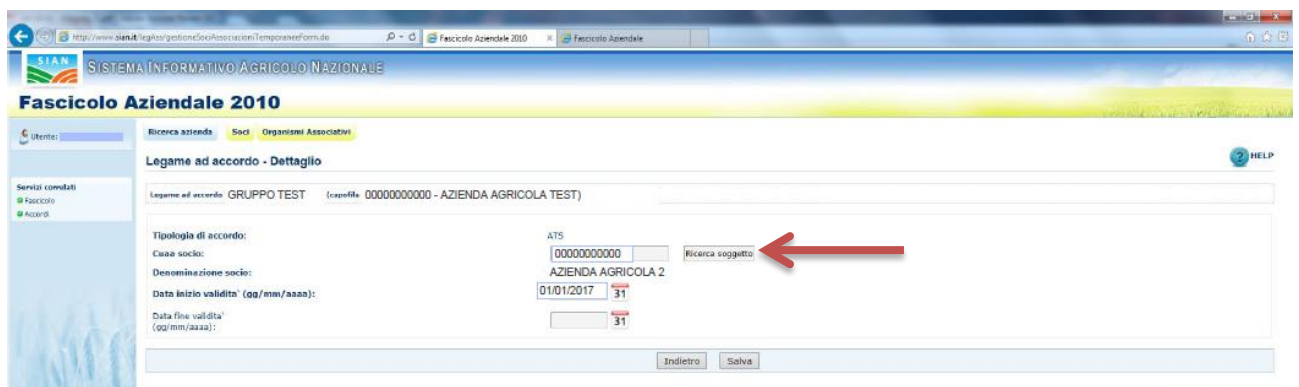 http://www.sian.it/legAss/gestioneSociAssociazioniTemporaneeForm.do Fascicolo Aziendale 2010 Fascicolo Aziendale
SIAN SISTEMA INFORMATIVO AGRICOLO NAZIONALE
Fascicolo Aziendale 2010
Utente: Ricerca azienda Soci Organismi Associativi
Legame ad accordo - Dettaglio ? HELP
Servizi correlati
Fascicolo
Accordi
Legame ad accordo GRUPPO TEST (capofila 00000000000 - AZIENDA AGRICOLA TEST)
Tipologia di accordo: ATS
Cuaa socio: 00000000000 Ricerca soggetto
Denominazione socio: AZIENDA AGRICOLA 2
Data inizio validita' (gg/mm/aaaa): 01/01/2017 31
Data fine validita'
(gg/mm/aaaa): 31
Indietro Salva